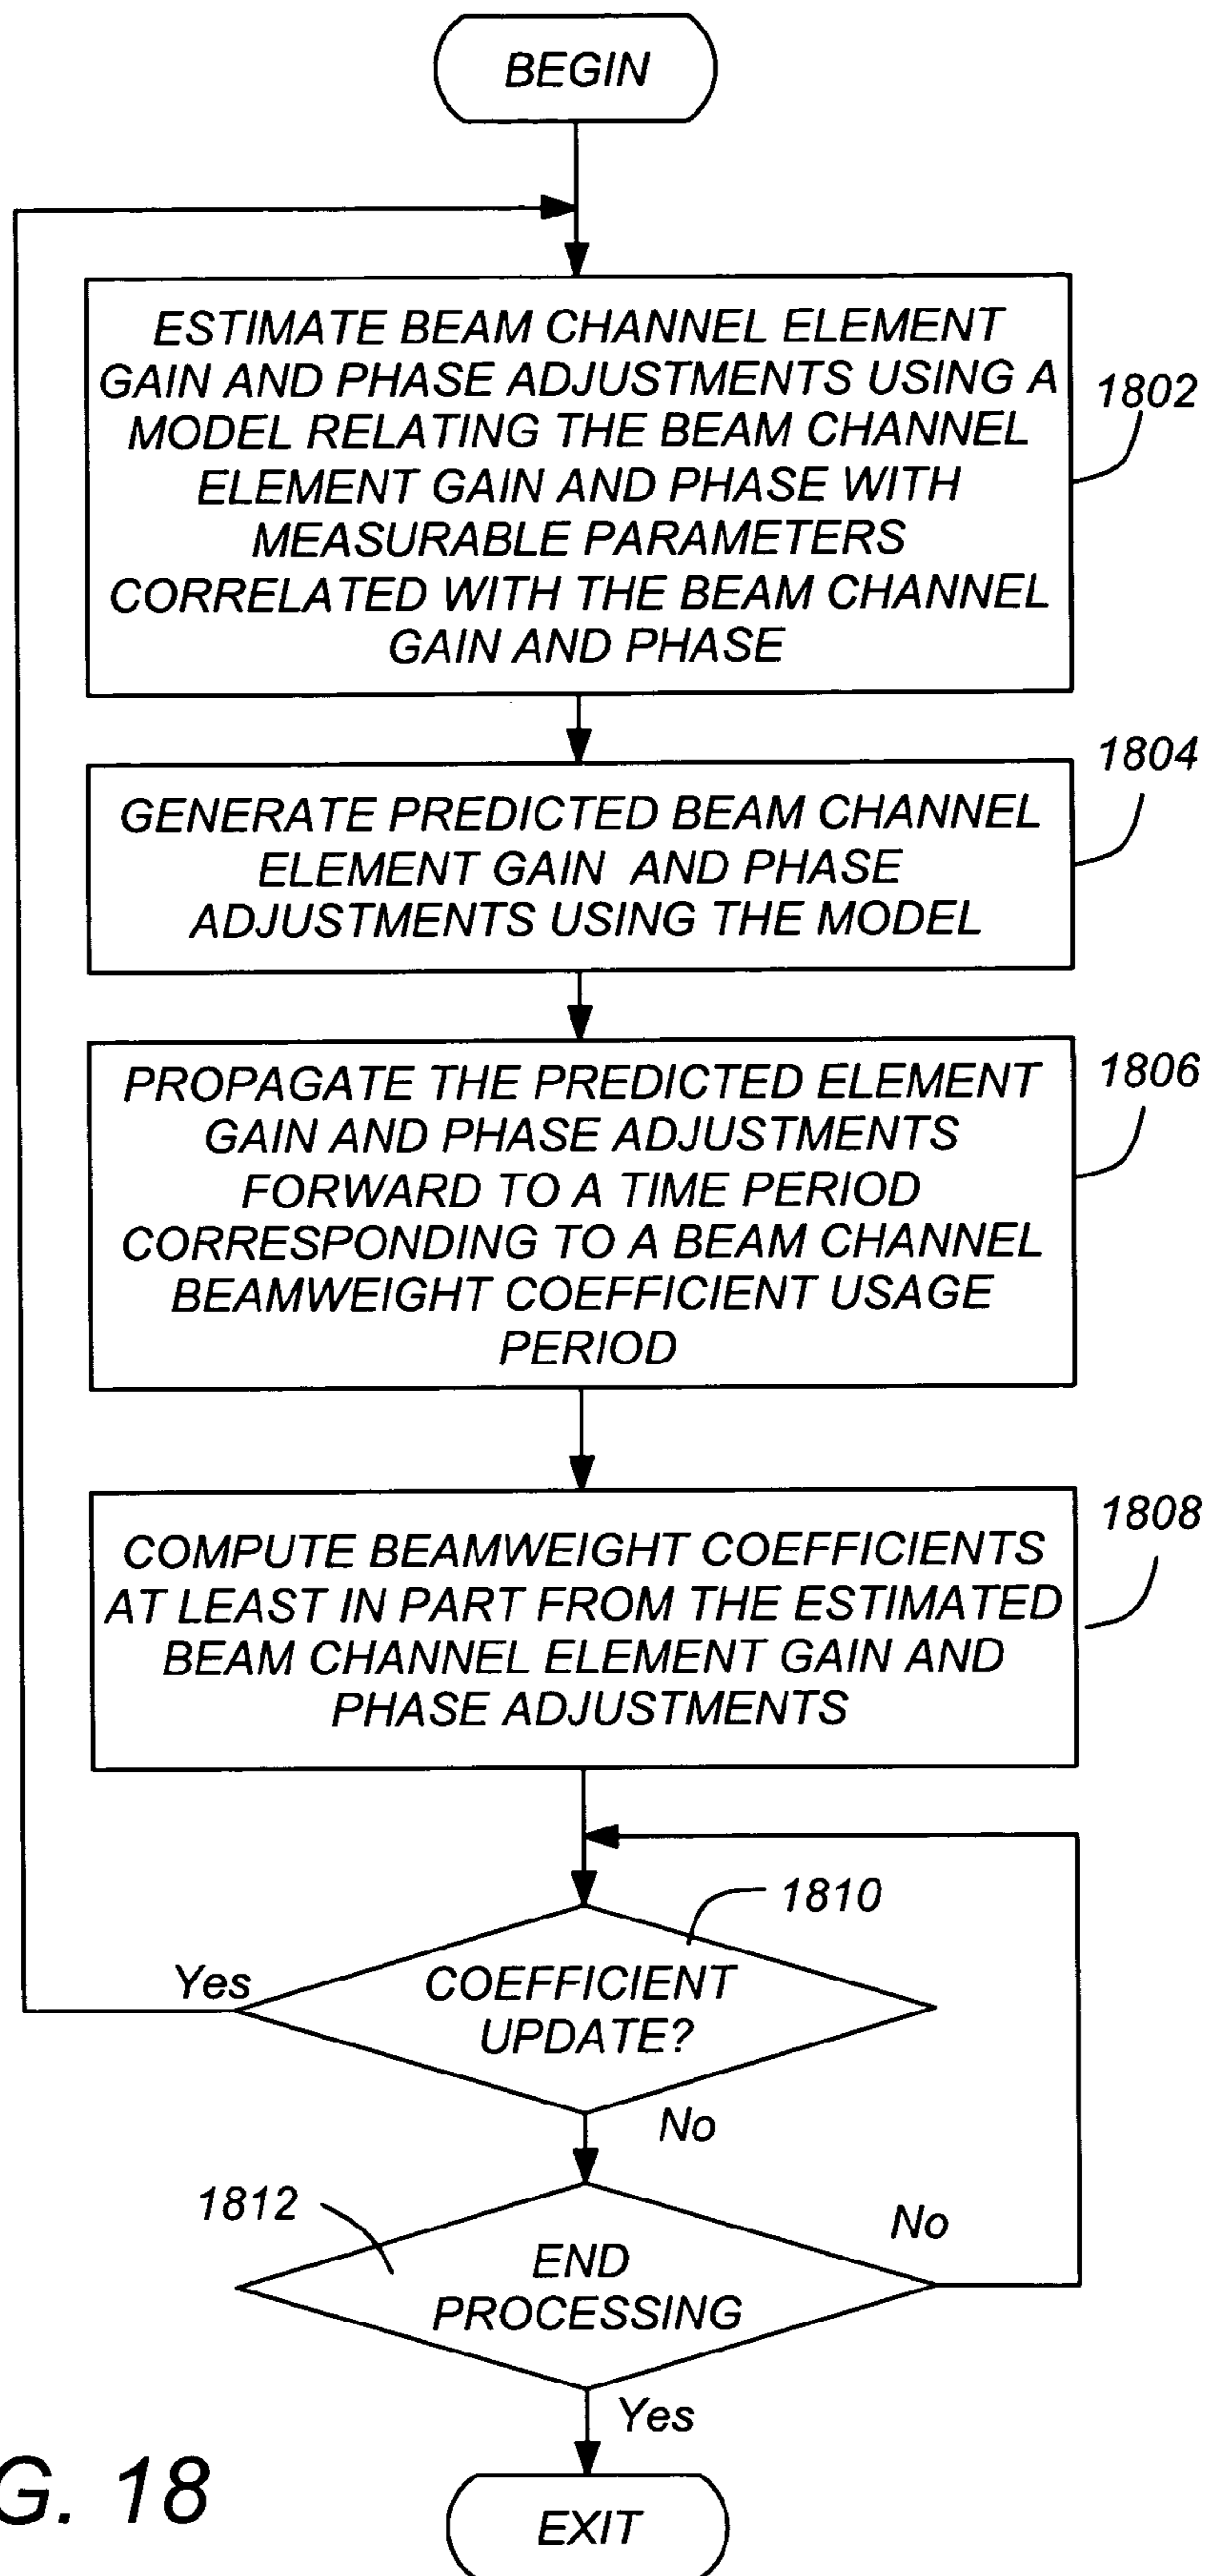 BEGIN
ESTIMATE BEAM CHANNEL ELEMENT
GAIN AND PHASE ADJUSTMENTS USING A
MODEL RELATING THE BEAM CHANNEL
ELEMENT GAIN AND PHASE WITH
MEASURABLE PARAMETERS
CORRELATED WITH THE BEAM CHANNEL
GAIN AND PHASE
1802
GENERATE PREDICTED BEAM CHANNEL
ELEMENT GAIN AND PHASE
ADJUSTMENTS USING THE MODEL
1804
PROPAGATE THE PREDICTED ELEMENT
GAIN AND PHASE ADJUSTMENTS
FORWARD TO A TIME PERIOD
CORRESPONDING TO A BEAM CHANNEL
BEAMWEIGHT COEFFICIENT USAGE
PERIOD
1806
COMPUTE BEAMWEIGHT COEFFICIENTS
AT LEAST IN PART FROM THE ESTIMATED
BEAM CHANNEL ELEMENT GAIN AND
PHASE ADJUSTMENTS
1808
1810
Yes
COEFFICIENT
UPDATE?
No
1812
No
END
PROCESSING
Yes
G. 18
EXIT